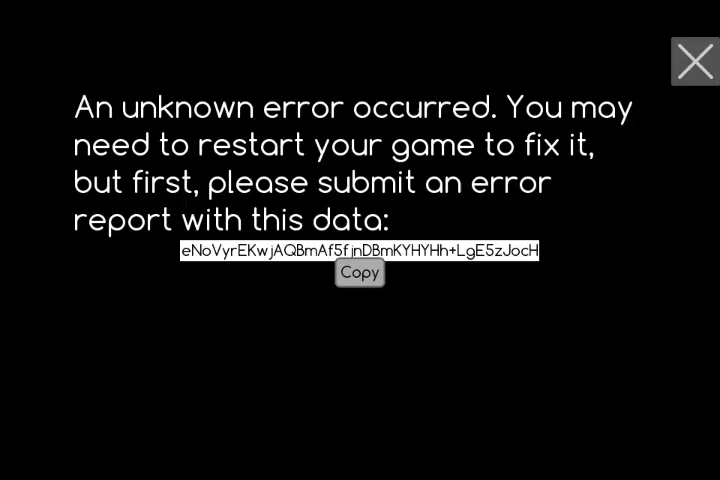 An unknown error occurred. You may
need to restart your game to fix it,
but first, please submit an error
report with this data:
eNoVyrEKwjAQBmAf5fjnDBmKYHYHh+LgE5zJocH
Copy